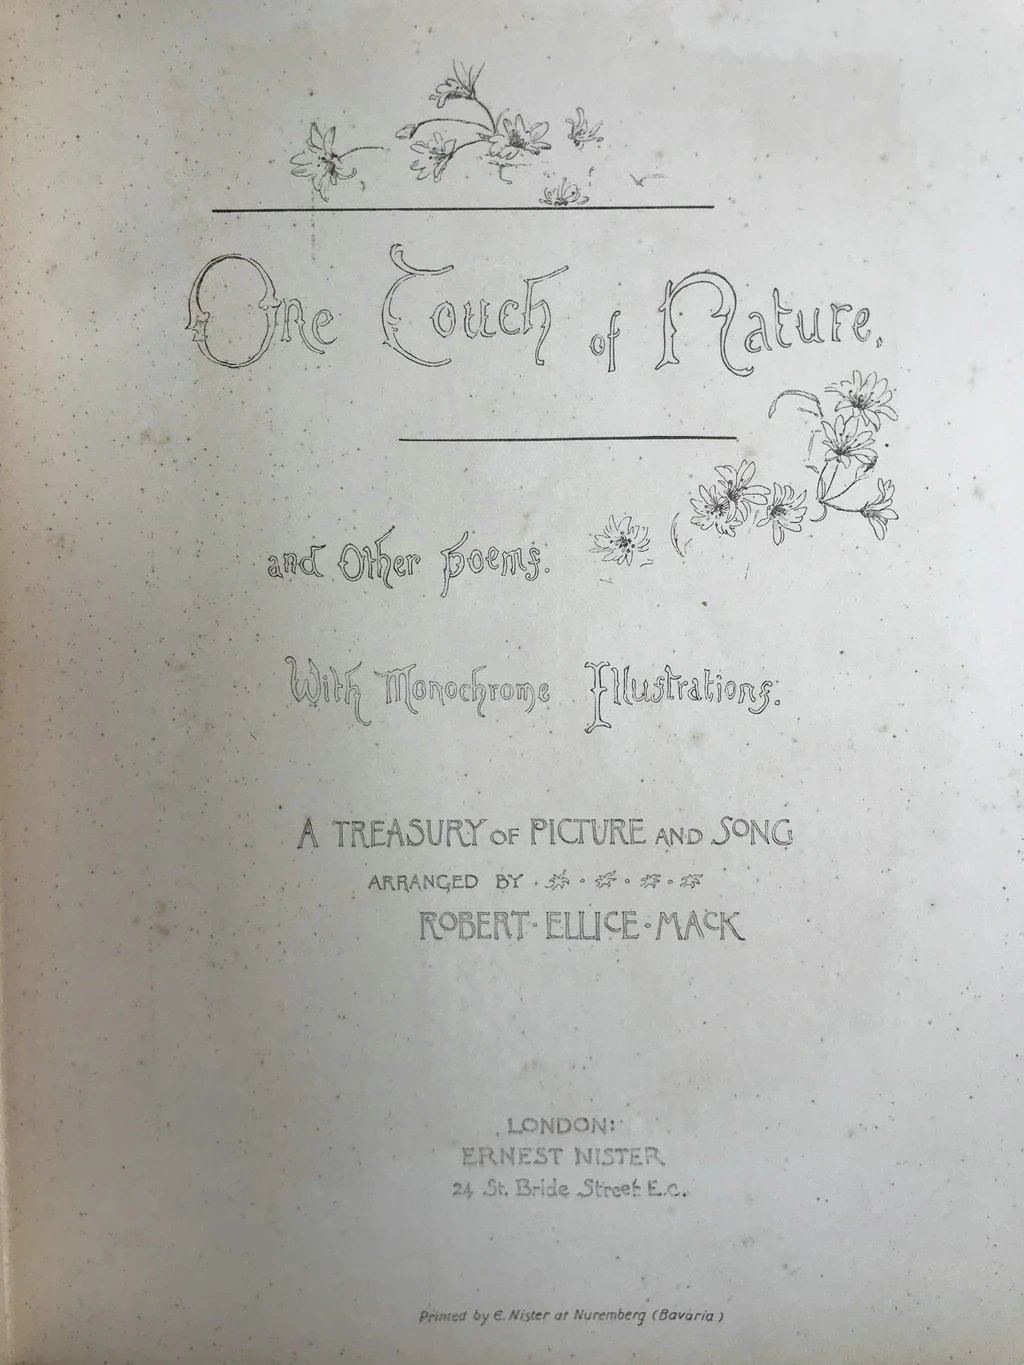 One Touch of Nature,
and Other Poems.
With Monochrome Illustrations.
A TREASURY OF PICTURE AND SONG
ARRANGED BY
ROBERT · ELLICE · MACK
LONDON:
ERNEST NISTER
24 St. Bride Street E.C.
Printed by E. Nister at Nuremberg (Bavaria)